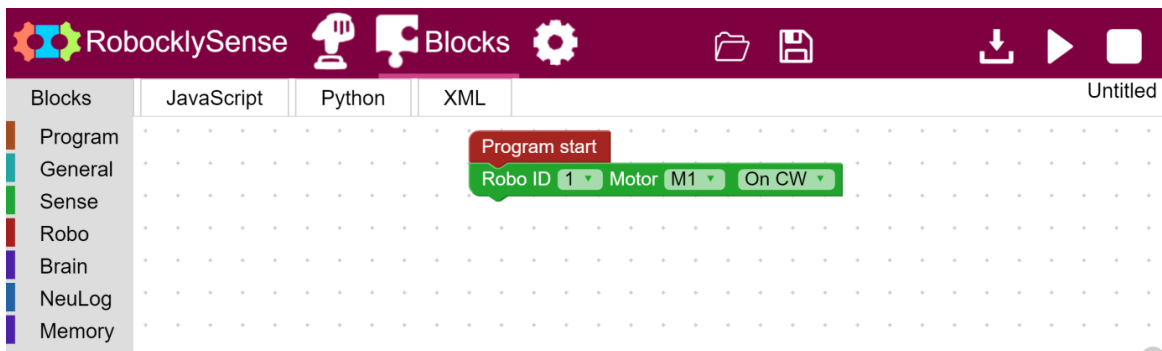 RobocklySense Blocks
Blocks JavaScript Python XML Untitled
Program
General
Sense
Robo
Brain
NeuLog
Memory
Program start
Robo ID 1 Motor M1 On CW